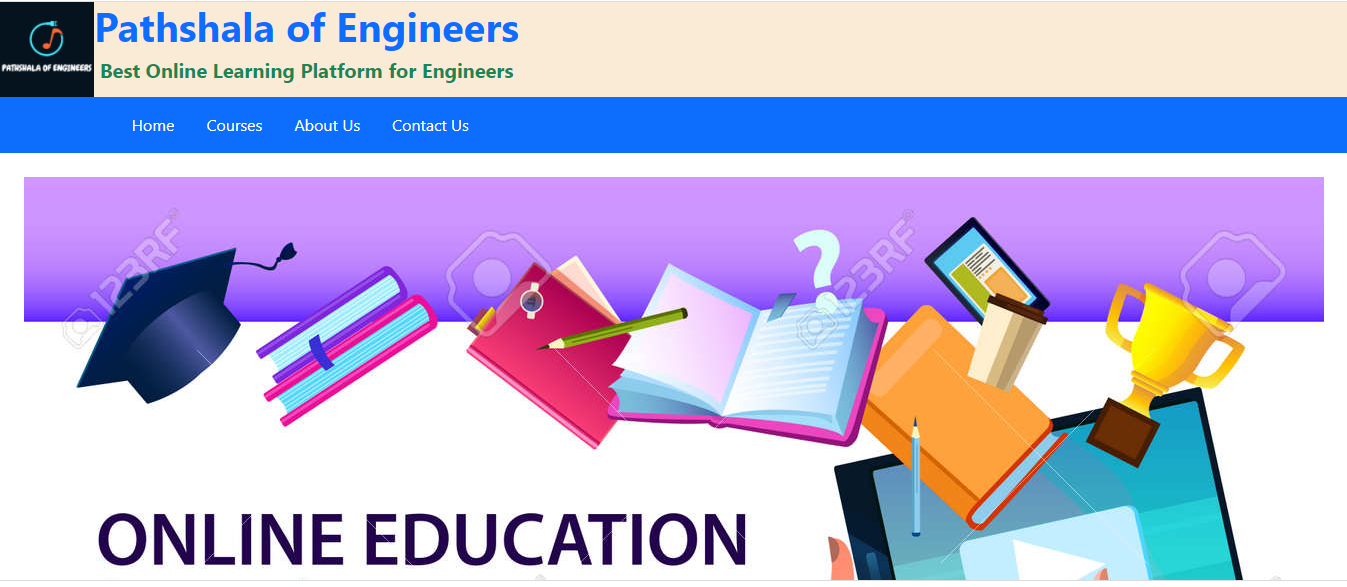 Pathshala of Engineers
PATHSHALA OF ENGINEERS
Best Online Learning Platform for Engineers
Home Courses About Us Contact Us
123RF
123RF
?
ONLINE EDUCATION